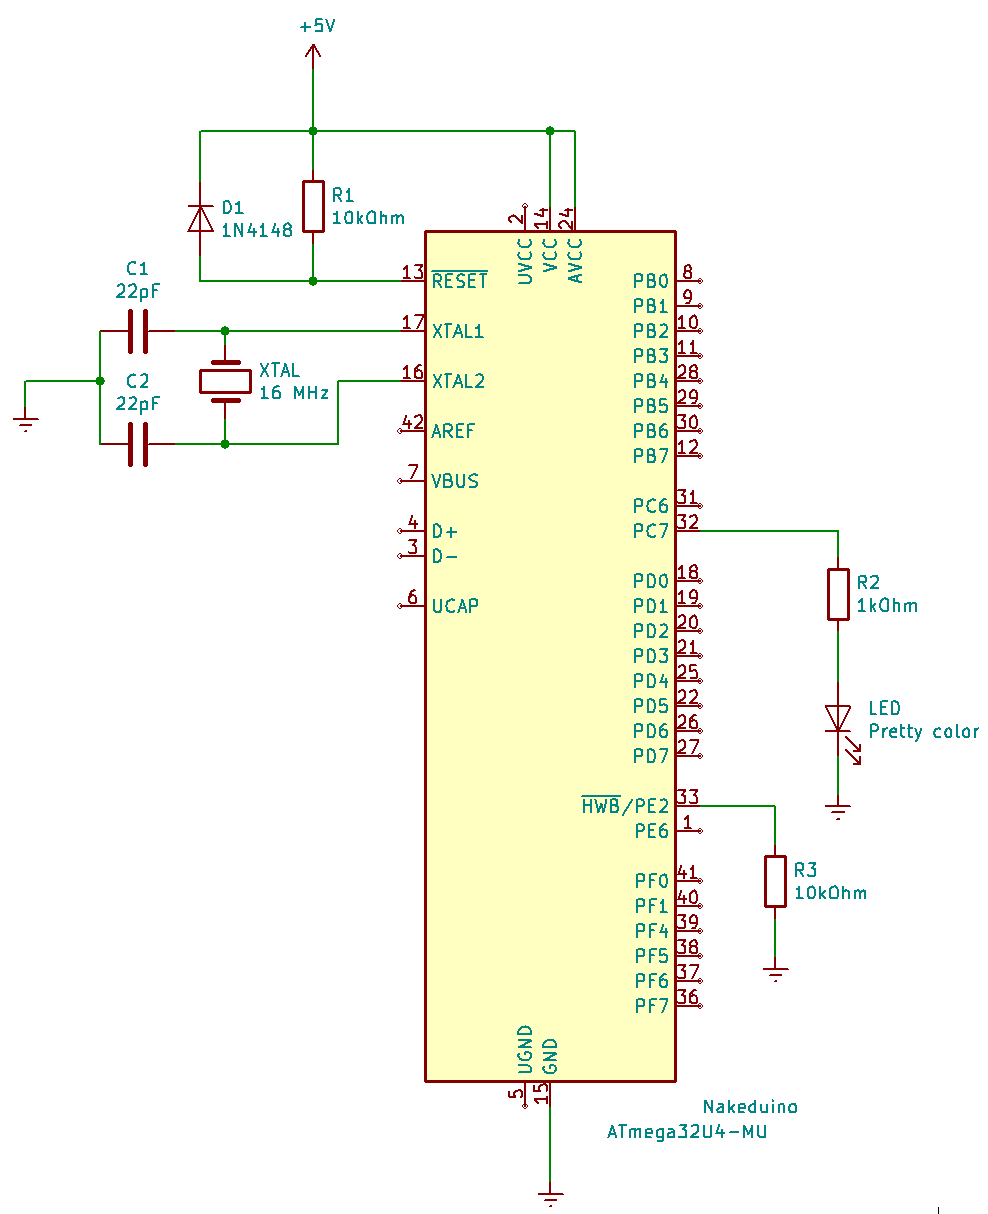 +5V
D1
1N4148
R1
10kOhm
C1
22pF
C2
22pF
XTAL
16 MHz
2
14
24
UVCC
VCC
AVCC
13
RESET
17
XTAL1
16
XTAL2
42
AREF
7
VBUS
4
D+
3
D-
6
UCAP
PB0
8
PB1
9
PB2
10
PB3
11
PB4
28
PB5
29
PB6
30
PB7
12
PC6
31
PC7
32
PD0
18
PD1
19
PD2
20
PD3
21
PD4
25
PD5
22
PD6
26
PD7
27
HWB/PE2
33
PE6
1
PF0
41
PF1
40
PF4
39
PF5
38
PF6
37
PF7
36
R2
1kOhm
LED
Pretty color
R3
10kOhm
UGND
GND
5
15
Nakeduino
ATmega32U4-MU